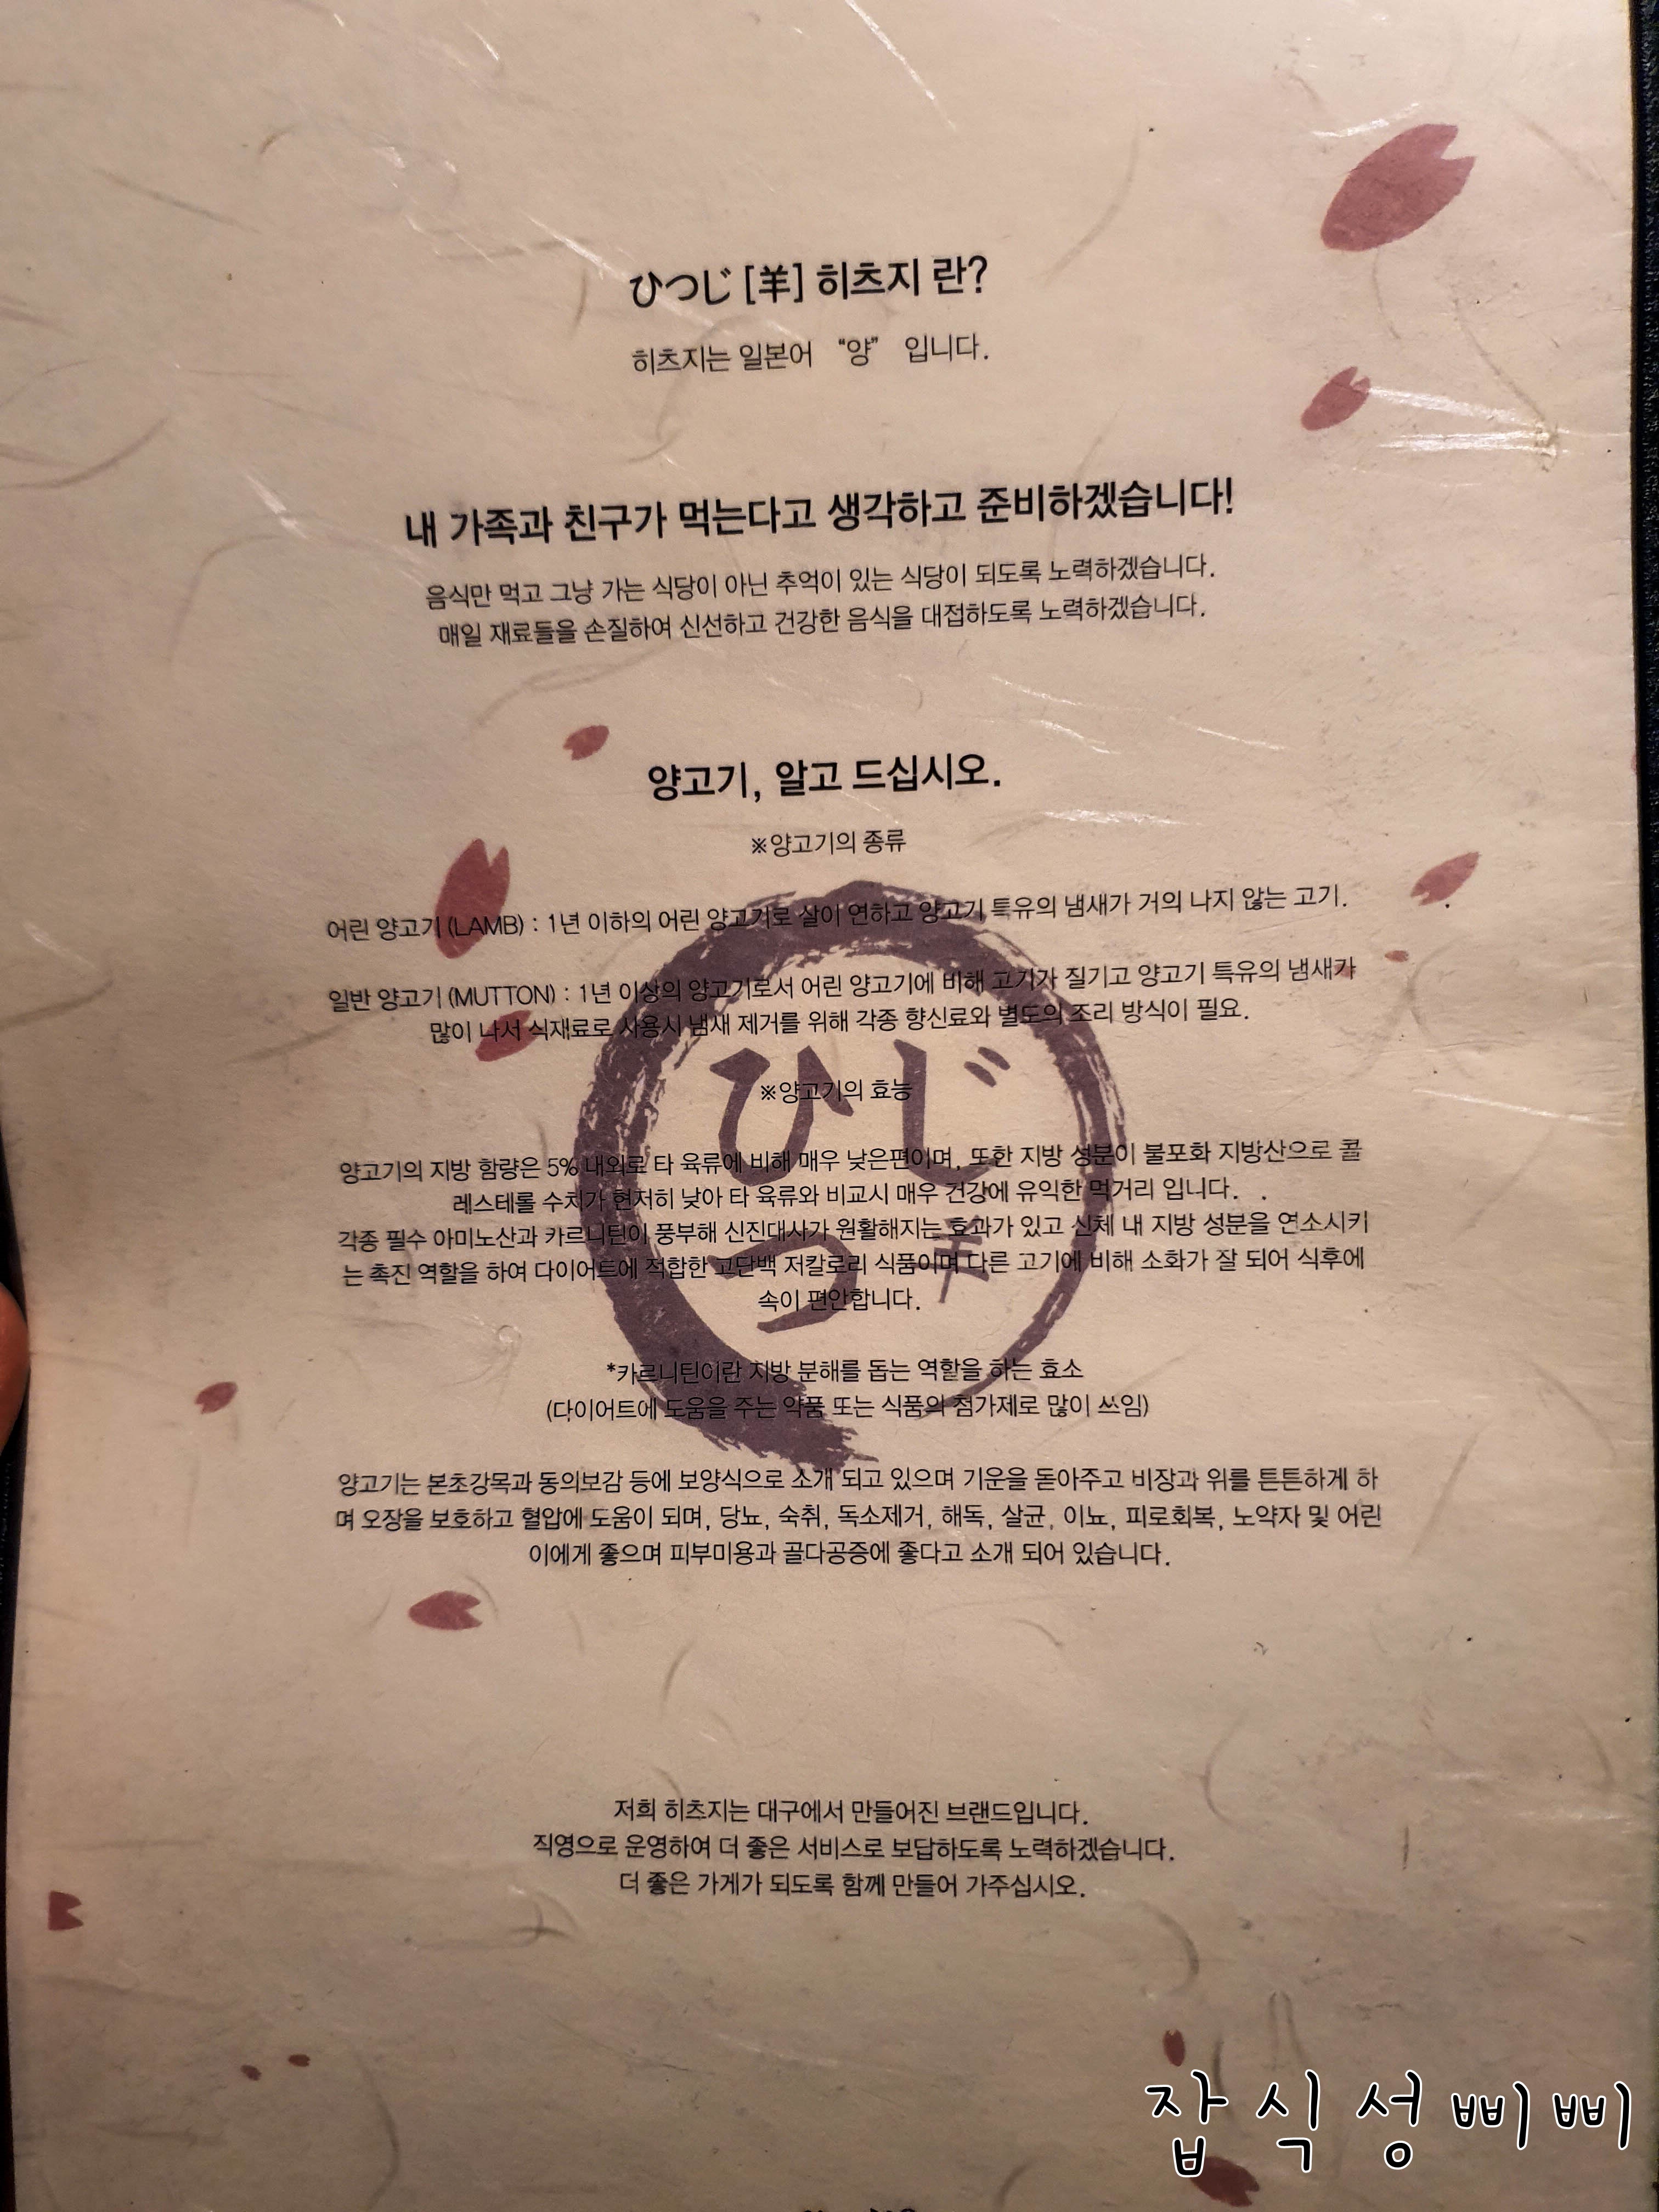 ひつじ [羊] 히츠지 란?
히츠지는 일본어 “양” 입니다.
내 가족과 친구가 먹는다고 생각하고 준비하겠습니다!
음식만 먹고 그냥 가는 식당이 아닌 추억이 있는 식당이 되도록 노력하겠습니다.
매일 재료들을 손질하여 신선하고 건강한 음식을 대접하도록 노력하겠습니다.
양고기, 알고 드십시오.
※양고기의 종류
어린 양고기 (LAMB) : 1년 이하의 어린 양고기로 살이 연하고 양고기 특유의 냄새가 거의 나지 않는 고기.
일반 양고기 (MUTTON) : 1년 이상의 양고기로서 어린 양고기에 비해 고기가 질기고 양고기 특유의 냄새가
많이 나서 식재료로 사용시 냄새 제거를 위해 각종 향신료와 별도의 조리 방식이 필요.
※양고기의 효능
양고기의 지방 함량은 5% 내외로 타 육류에 비해 매우 낮은편이며, 또한 지방 성분이 불포화 지방산으로 콜
레스테롤 수치가 현저히 낮아 타 육류와 비교시 매우 건강에 유익한 먹거리 입니다. .
각종 필수 아미노산과 카르니틴이 풍부해 신진대사가 원활해지는 효과가 있고 신체 내 지방 성분을 연소시키
는 촉진 역할을 하여 다이어트에 적합한 고단백 저칼로리 식품이며 다른 고기에 비해 소화가 잘 되어 식후에
속이 편안합니다.
*카르니틴이란 지방 분해를 돕는 역할을 하는 효소
(다이어트에 도움을 주는 약품 또는 식품의 첨가제로 많이 쓰임)
양고기는 본초강목과 동의보감 등에 보양식으로 소개 되고 있으며 기운을 돋아주고 비장과 위를 튼튼하게 하
며 오장을 보호하고 혈압에 도움이 되며, 당뇨, 숙취, 독소제거, 해독, 살균, 이뇨, 피로회복, 노약자 및 어린
이에게 좋으며 피부미용과 골다공증에 좋다고 소개 되어 있습니다.
ひつじ
羊
저희 히츠지는 대구에서 만들어진 브랜드입니다.
직영으로 운영하여 더 좋은 서비스로 보답하도록 노력하겠습니다.
더 좋은 가게가 되도록 함께 만들어 가주십시오.
잡식성삐삐